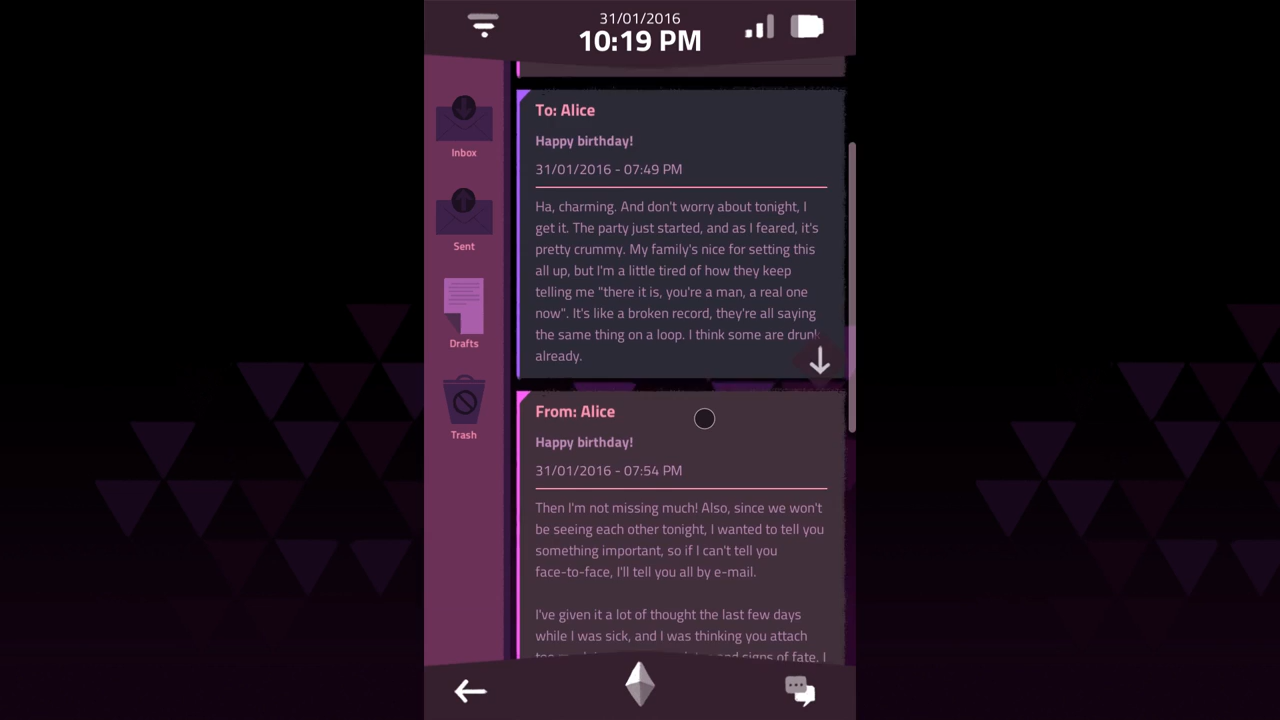 31/01/2016
10:19 PM
Inbox
Sent
Drafts
Trash
To: Alice
Happy birthday!
31/01/2016 - 07:49 PM
Ha, charming. And don't worry about tonight, I
get it. The party just started, and as I feared, it's
pretty crummy. My family's nice for setting this
all up, but I'm a little tired of how they keep
telling me "there it is, you're a man, a real one
now". It's like a broken record, they're all saying
the same thing on a loop. I think some are drunk
already.
From: Alice
Happy birthday!
31/01/2016 - 07:54 PM
Then I'm not missing much! Also, since we won't
be seeing each other tonight, I wanted to tell you
something important, so if I can't tell you
face-to-face, I'll tell you all by e-mail.
I've given it a lot of thought the last few days
while I was sick, and I was thinking you attach
and signs of fate. I